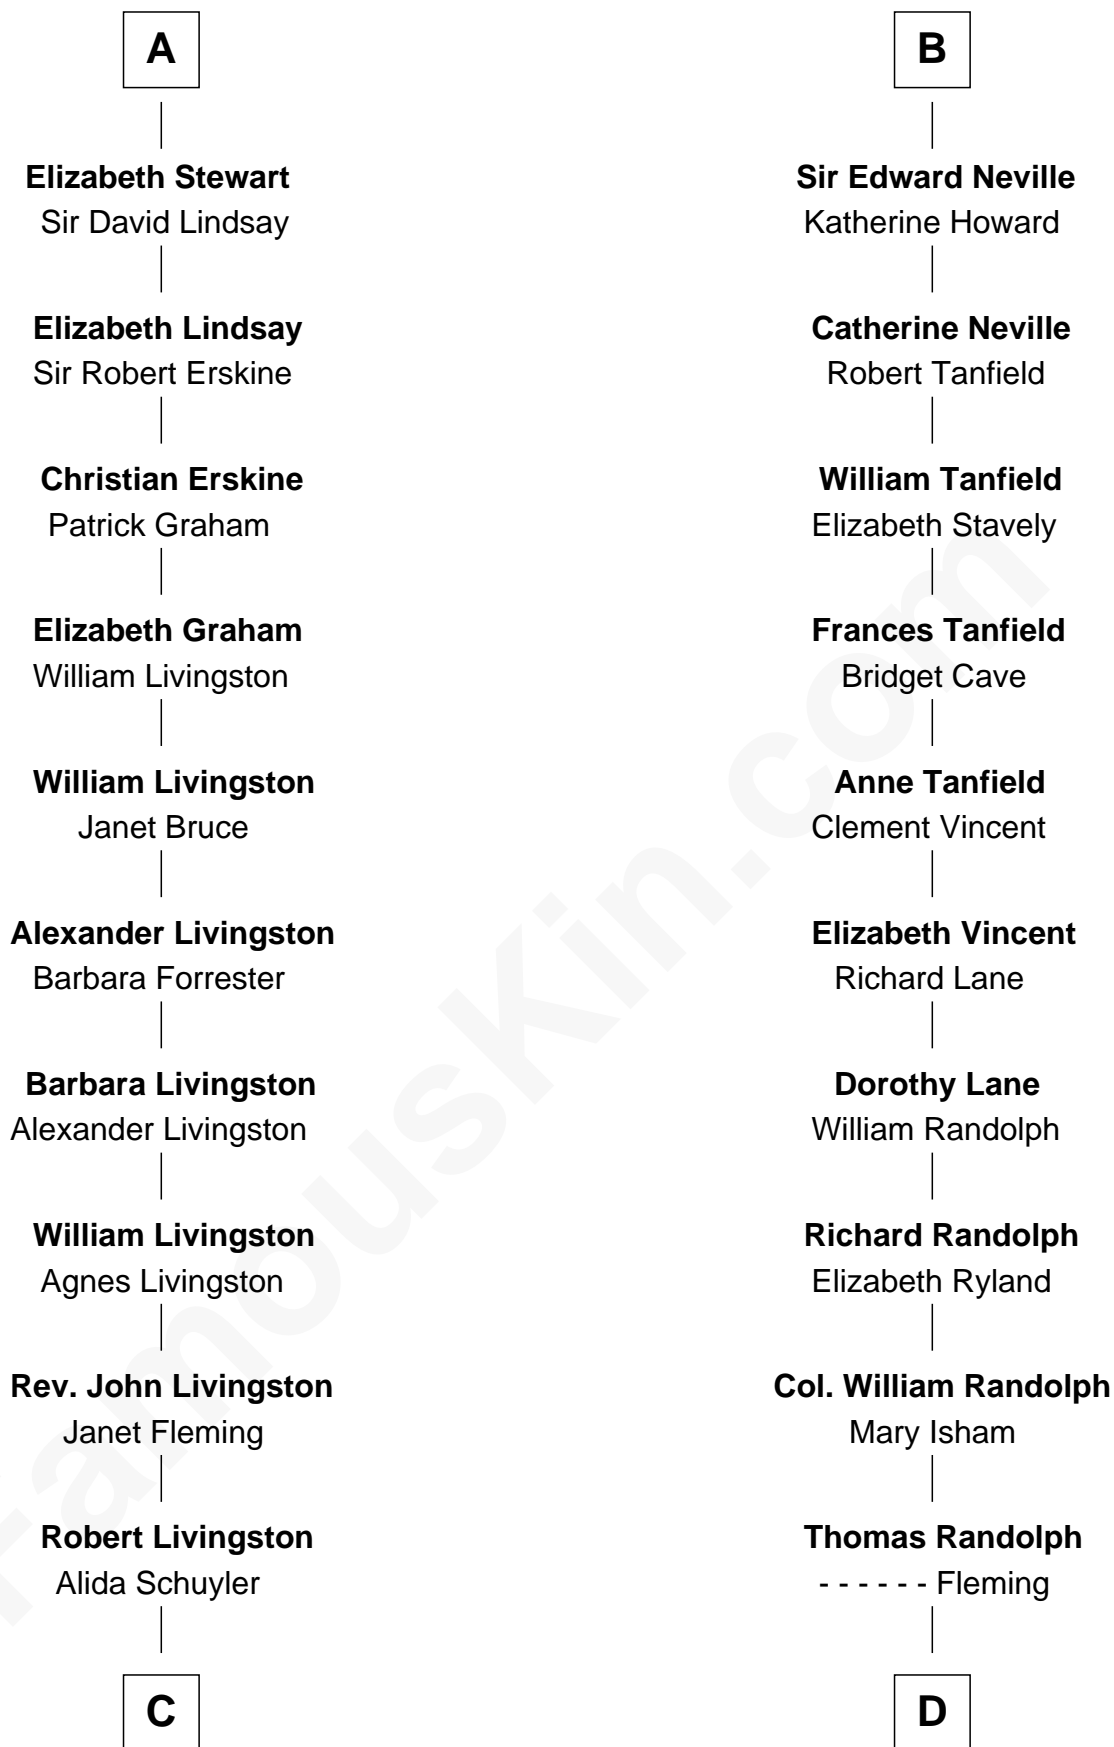 A
Elizabeth Stewart
Sir David Lindsay
Elizabeth Lindsay
Sir Robert Erskine
Christian Erskine
Patrick Graham
Elizabeth Graham
William Livingston
William Livingston
Janet Bruce
Alexander Livingston
Barbara Forrester
Barbara Livingston
Alexander Livingston
William Livingston
Agnes Livingston
Rev. John Livingston
Janet Fleming
Robert Livingston
Alida Schuyler
C
B
Sir Edward Neville
Katherine Howard
Catherine Neville
Robert Tanfield
William Tanfield
Elizabeth Stavely
Frances Tanfield
Bridget Cave
Anne Tanfield
Clement Vincent
Elizabeth Vincent
Richard Lane
Dorothy Lane
William Randolph
Richard Randolph
Elizabeth Ryland
Col. William Randolph
Mary Isham
Thomas Randolph
- - - - - - Fleming
D
FamousKin.com